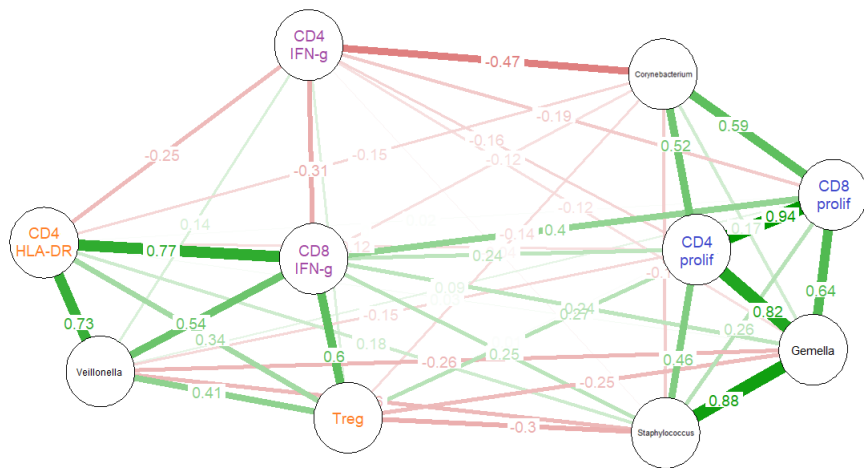 CD4
IFN-g
-0.47
Corynebacterium
-0.19
0.59
-0.16
0.52
-0.15
-0.12
-0.25
-0.31
CD8
prolif
-0.12
0.14
0.94
0.17
0.4
-0.14
CD4
HLA-DR
0.77
CD8
IFN-g
0.24
CD4
prolif
0.64
0.09
0.03
0.24
0.27
0.82
-0.15
0.73
0.54
0.34
0.18
0.25
0.26
0.46
Gemella
0.6
-0.26
Veillonella
-0.25
0.41
0.88
Treg
-0.3
Staphylococcus